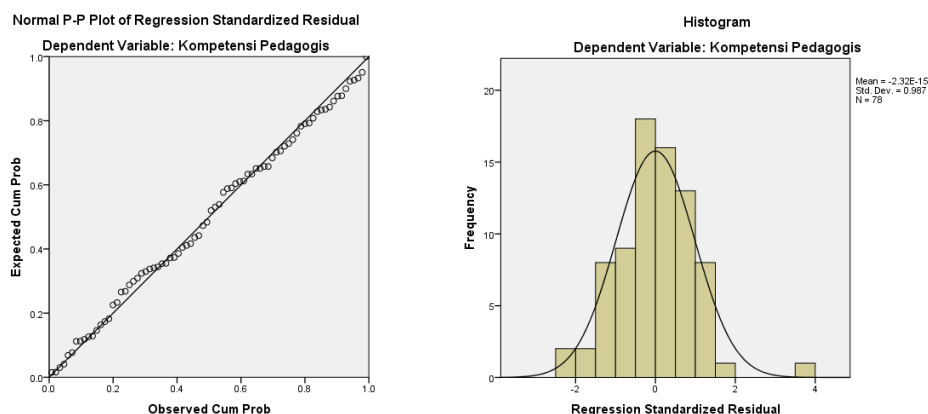 Normal P-P Plot of Regression Standardized Residual
Dependent Variable: Kompetensi Pedagogis
1.0
0.8
0.6
0.4
0.2
0.0
Expected Cum Prob
0.0 0.2 0.4 0.6 0.8 1.0
Observed Cum Prob
Histogram
Dependent Variable: Kompetensi Pedagogis
Mean = -2.32E-15
Std. Dev. = 0.987
N = 78
20
15
10
5
0
Frequency
-2 0 2 4
Regression Standardized Residual